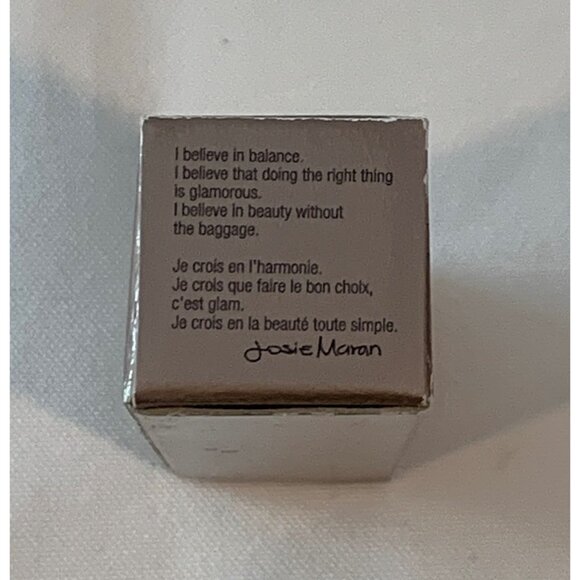 I believe in balance.
I believe that doing the right thing
is glamorous.
I believe in beauty without
the baggage.
Je crois en l'harmonie.
Je crois que faire le bon choix,
c'est glam.
Je crois en la beauté toute simple.
Josie Maran